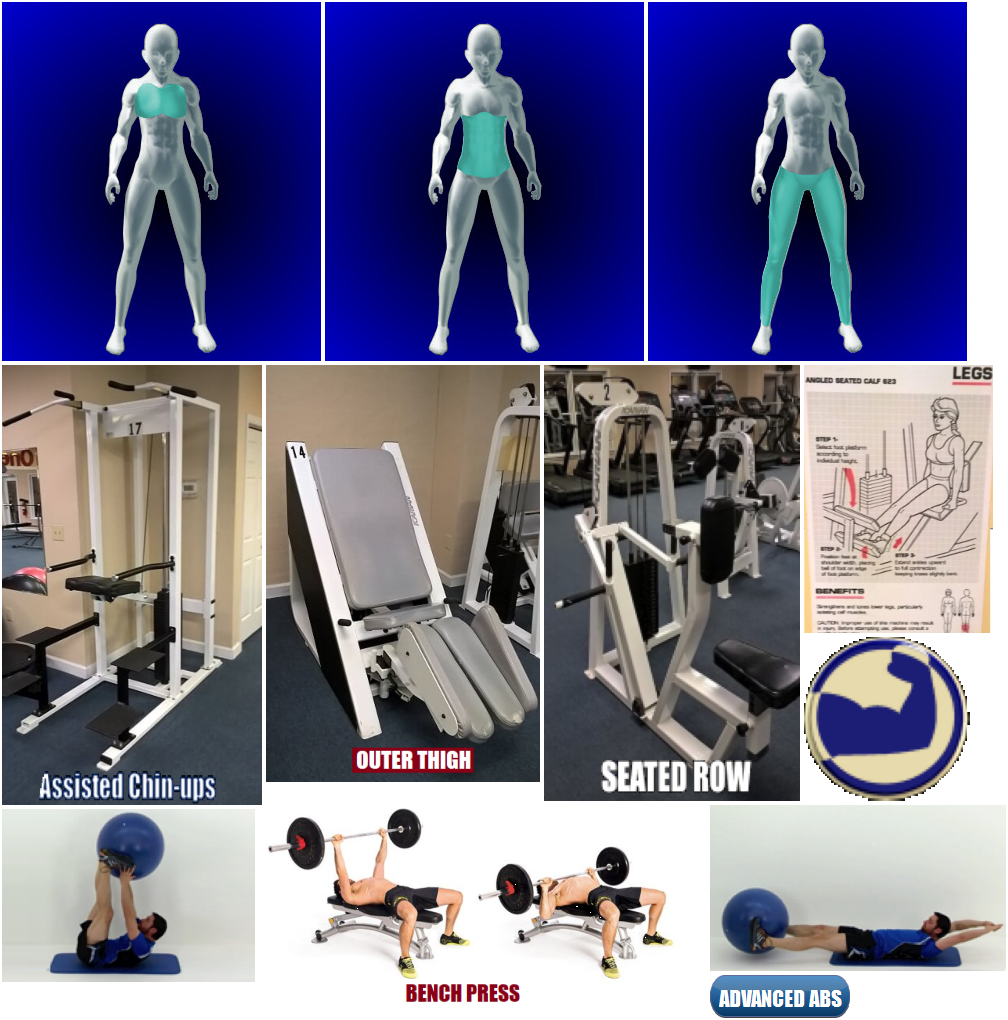 17
One
Assisted Chin-ups
14
OUTER THIGH
2
SEATED ROW
LEGS
ANGLED SEATED CALF 623
STEP 1-
Select foot platform
according to
individual height.
STEP 2-
Position feet at
shoulder width, placing
ball of foot on edge
of foot platform.
STEP 3-
Extend ankles upward
to full contraction
keeping knees slightly bent.
BENEFITS
Strengthens and tones lower legs, particularly
isolating calf muscles.
CAUTION: Improper use of this machine may result
in injury. Before attempting use, please consult a
BENCH PRESS
ADVANCED ABS